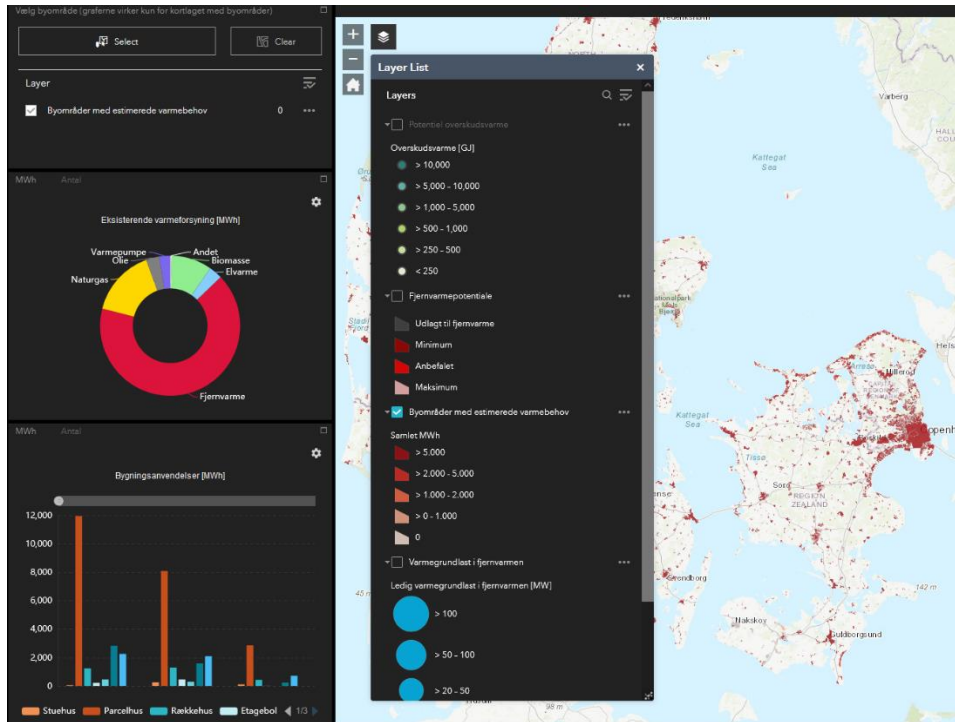 Vælg byområde (graferne virker kun for kortlaget med byområder)
Select
Clear
Layer
Byområder med estimerede varmebehov 0
MWh Antal
Eksisterende varmeforsyning [MWh]
Varmepumpe
Andet
Olie
Biomasse
Elvarme
Naturgas
Fjernvarme
MWh Antal
Bygningsanvendelser [MWh]
12,000
10,000
8,000
6,000
4,000
2,000
0
Stuehus Parcelhus Rækkehus Etagebol 1/3
Layer List
Layers
Potentiel overskudsvarme
Overskudsvarme [GJ]
> 10,000
> 5,000 - 10,000
> 1,000 - 5,000
> 500 - 1,000
> 250 - 500
< 250
Fjernvarmepotentiale
Udlagt til fjernvarme
Minimum
Anbefalet
Maksimum
Byområder med estimerede varmebehov
Samlet MWh
> 5.000
> 2.000 - 5.000
> 1.000 - 2.000
> 0 - 1.000
0
Varmegrundlast i fjernvarmen
Ledig varmegrundlast i fjernvarmen [MW]
> 100
> 50 - 100
> 20 - 50
Varberg
Kattegat
Sea
Kattegat
Sea
Hillerod
Tissø
Sorø
REGION
ZEALAND
Nakskov
Guldborgsund
142 m
98 m